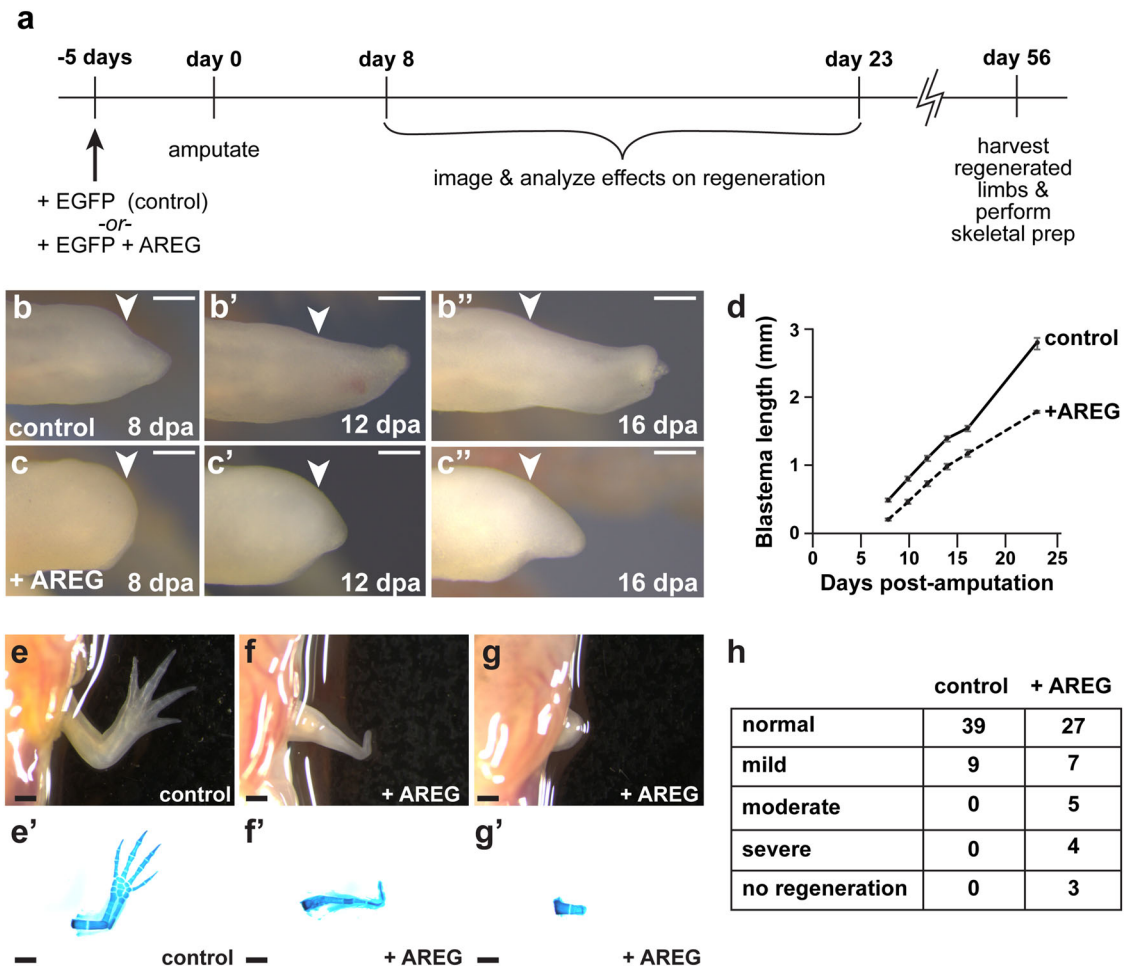 a
-5 days
day 0
day 8
day 23
day 56
amputate
image & analyze effects on regeneration
harvest
regenerated
limbs &
perform
skeletal prep
+ EGFP (control)
-or-
+ EGFP + AREG
b
control
8 dpa
b’
12 dpa
b’’
16 dpa
c
+ AREG
8 dpa
c’
12 dpa
c’’
16 dpa
d
Blastema length (mm)
3
2
1
0
0 5 10 15 20 25
Days post-amputation
control
+AREG
e
control
f
+ AREG
g
+ AREG
e’
control
f’
+ AREG
g’
+ AREG
h
control + AREG
normal 39 27
mild 9 7
moderate 0 5
severe 0 4
no regeneration 0 3